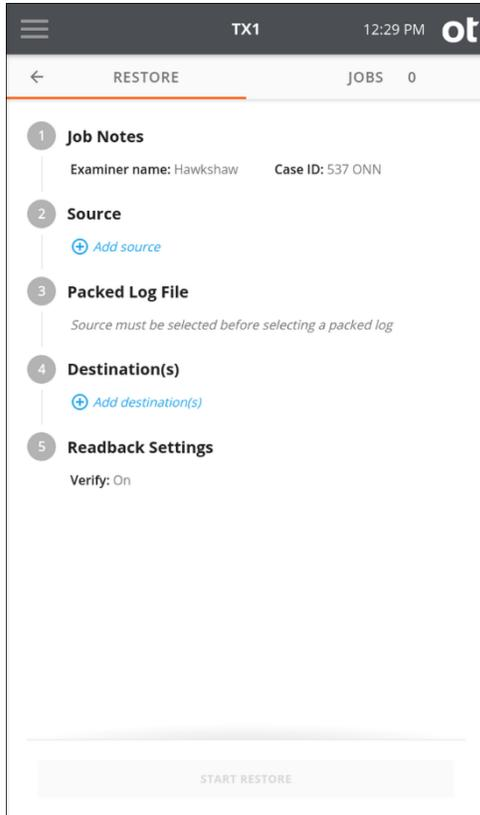 TX1 12:29 PM ot
RESTORE JOBS 0
1 Job Notes
Examiner name: Hawkshaw Case ID: 537 ONN
2 Source
Add source
3 Packed Log File
Source must be selected before selecting a packed log
4 Destination(s)
Add destination(s)
5 Readback Settings
Verify: On
START RESTORE